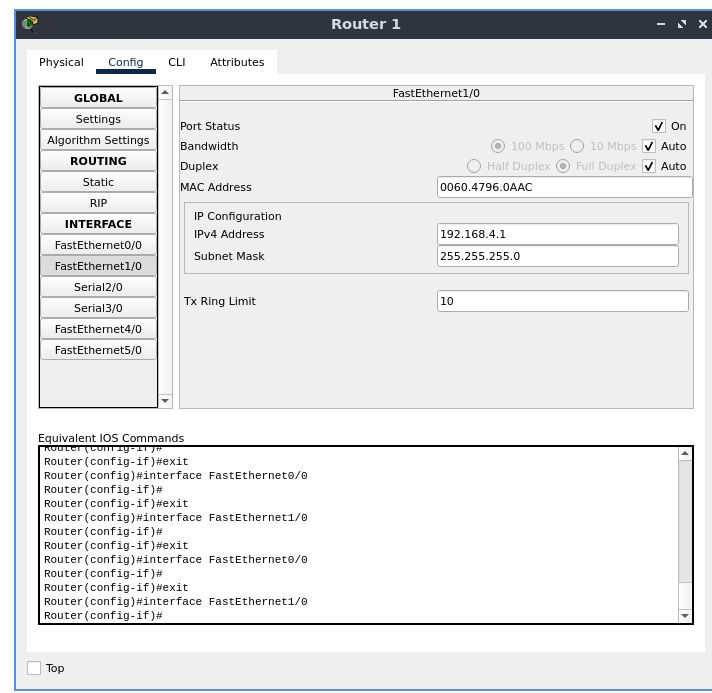 Router 1
Physical Config CLI Attributes
GLOBAL
Settings
Algorithm Settings
ROUTING
Static
RIP
INTERFACE
FastEthernet0/0
FastEthernet1/0
Serial2/0
Serial3/0
FastEthernet4/0
FastEthernet5/0
FastEthernet1/0
Port Status On
Bandwidth 100 Mbps 10 Mbps Auto
Duplex Half Duplex Full Duplex Auto
MAC Address 0060.4796.0AAC
IP Configuration
IPv4 Address 192.168.4.1
Subnet Mask 255.255.255.0
Tx Ring Limit 10
Equivalent IOS Commands
Router(config-if)#
Router(config-if)#exit
Router(config)#interface FastEthernet0/0
Router(config-if)#
Router(config-if)#exit
Router(config)#interface FastEthernet1/0
Router(config-if)#
Router(config-if)#exit
Router(config)#interface FastEthernet0/0
Router(config-if)#
Router(config-if)#exit
Router(config)#interface FastEthernet1/0
Router(config-if)#
Top